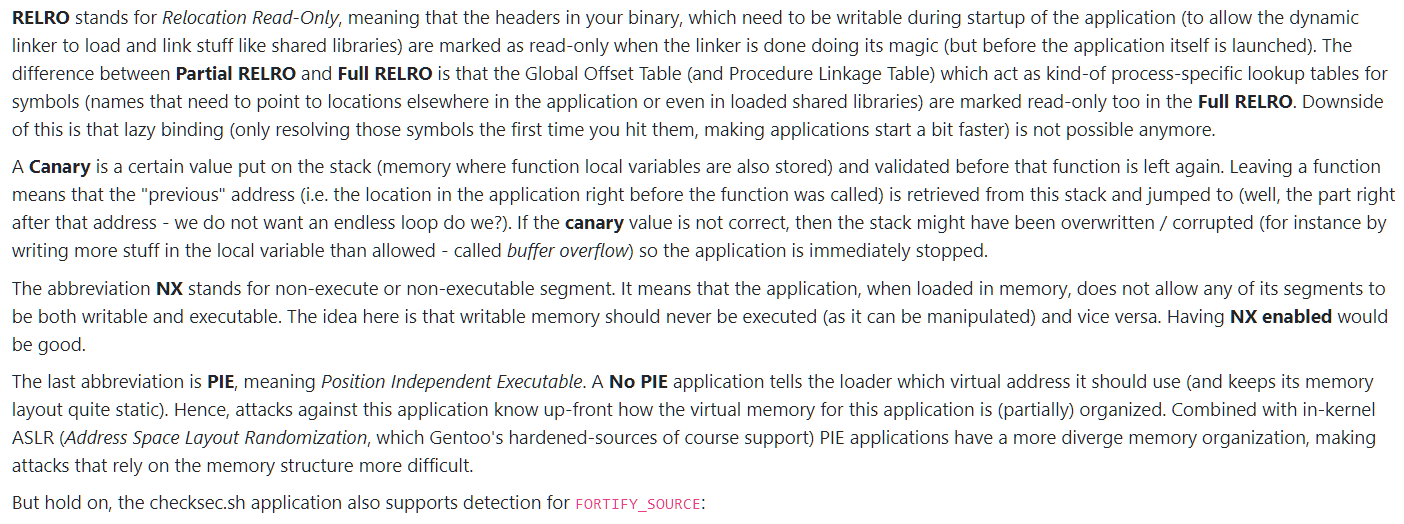 RELRO stands for Relocation Read-Only, meaning that the headers in your binary, which need to be writable during startup of the application (to allow the dynamic
linker to load and link stuff like shared libraries) are marked as read-only when the linker is done doing its magic (but before the application itself is launched). The
difference between Partial RELRO and Full RELRO is that the Global Offset Table (and Procedure Linkage Table) which act as kind-of process-specific lookup tables for
symbols (names that need to point to locations elsewhere in the application or even in loaded shared libraries) are marked read-only too in the Full RELRO. Downside
of this is that lazy binding (only resolving those symbols the first time you hit them, making applications start a bit faster) is not possible anymore.
A Canary is a certain value put on the stack (memory where function local variables are also stored) and validated before that function is left again. Leaving a function
means that the "previous" address (i.e. the location in the application right before the function was called) is retrieved from this stack and jumped to (well, the part right
after that address - we do not want an endless loop do we?). If the canary value is not correct, then the stack might have been overwritten / corrupted (for instance by
writing more stuff in the local variable than allowed - called buffer overflow) so the application is immediately stopped.
The abbreviation NX stands for non-execute or non-executable segment. It means that the application, when loaded in memory, does not allow any of its segments to
be both writable and executable. The idea here is that writable memory should never be executed (as it can be manipulated) and vice versa. Having NX enabled would
be good.
The last abbreviation is PIE, meaning Position Independent Executable. A No PIE application tells the loader which virtual address it should use (and keeps its memory
layout quite static). Hence, attacks against this application know up-front how the virtual memory for this application is (partially) organized. Combined with in-kernel
ASLR (Address Space Layout Randomization, which Gentoo's hardened-sources of course support) PIE applications have a more diverge memory organization, making
attacks that rely on the memory structure more difficult.
But hold on, the checksec.sh application also supports detection for FORTIFY_SOURCE: